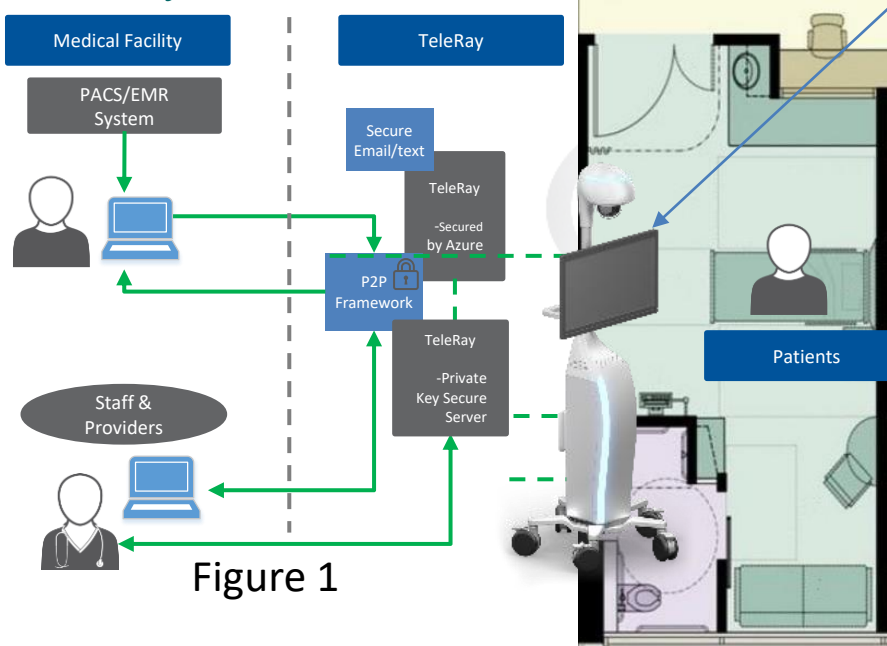 Medical Facility
TeleRay
PACS/EMR
System
Secure
Email/text
TeleRay
-Secured
by Azure
P2P
Framework
TeleRay
-Private
Key Secure
Server
Patients
Staff &
Providers
Figure 1